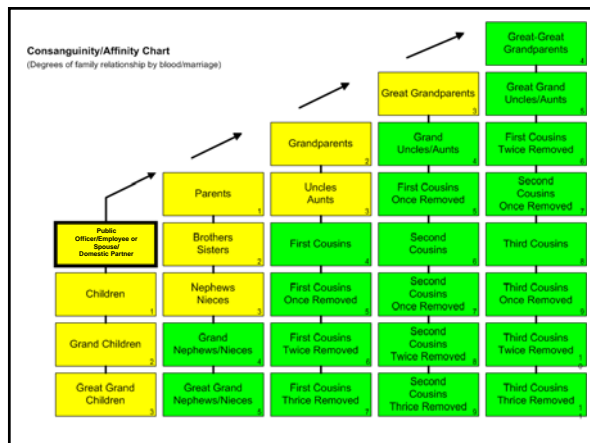 Consanguinity/Affinity Chart
(Degrees of family relationship by blood/marriage)
Public
Officer/Employee or
Spouse/
Domestic Partner
Children
1
Grand Children
2
Great Grand
Children
3
Parents
1
Brothers
Sisters
2
Nephews
Nieces
3
Grand
Nephews/Nieces
4
Great Grand
Nephews/Nieces
5
Grandparents
2
Uncles
Aunts
3
First Cousins
4
First Cousins
Once Removed
5
First Cousins
Twice Removed
6
First Cousins
Thrice Removed
7
Great Grandparents
3
Grand
Uncles/Aunts
4
First Cousins
Once Removed
5
Second
Cousins
6
Second
Cousins
Once Removed
7
Second
Cousins
Twice Removed
8
Second
Cousins
Thrice Removed
9
Great-Great
Grandparents
4
Great Grand
Uncles/Aunts
5
First Cousins
Twice Removed
6
Second
Cousins
Once Removed
7
Third Cousins
8
Third Cousins
Once Removed
9
Third Cousins
Twice Removed
1
0
Third Cousins
Thrice Removed
1
1